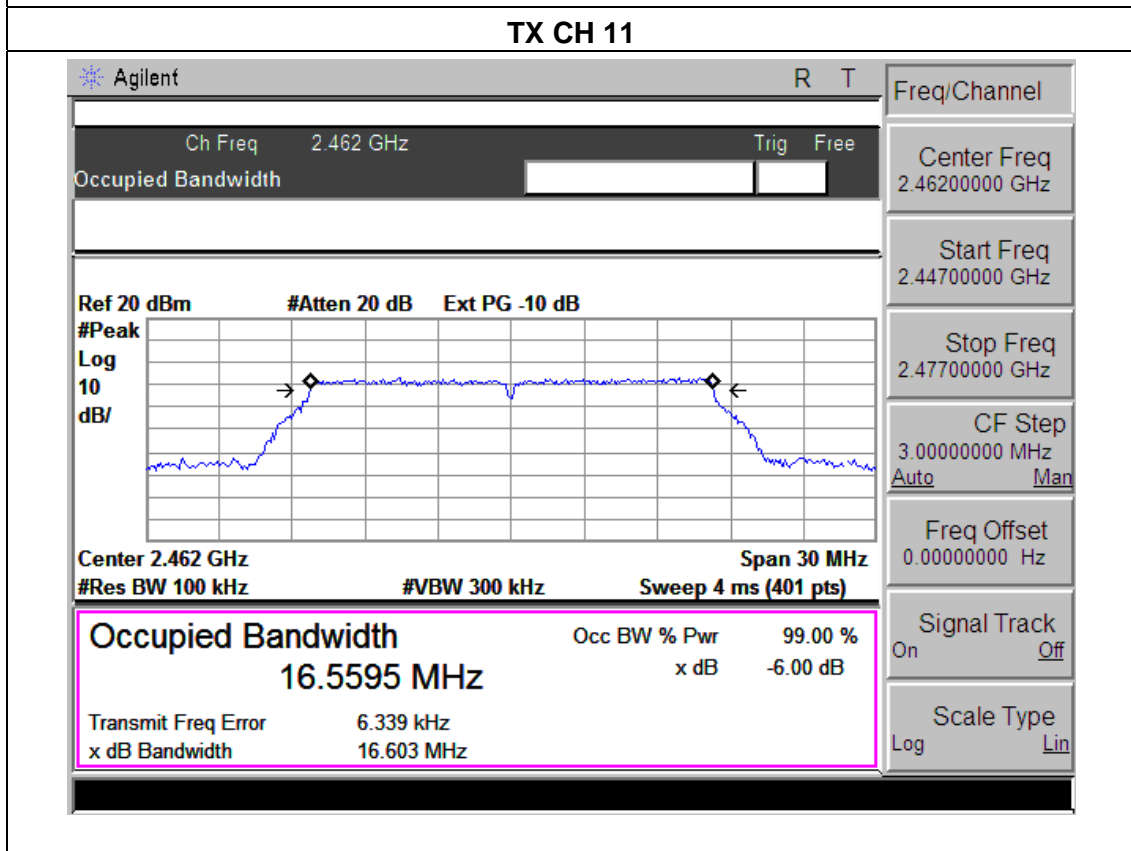 TX CH 11
Agilent R T
Ch Freq 2.462 GHz Trig Free
Occupied Bandwidth
Ref 20 dBm #Atten 20 dB Ext PG -10 dB
#Peak
Log
10
dB/
Center 2.462 GHz Span 30 MHz
#Res BW 100 kHz #VBW 300 kHz Sweep 4 ms (401 pts)
Occupied Bandwidth Occ BW % Pwr 99.00 %
16.5595 MHz x dB -6.00 dB
Transmit Freq Error 6.339 kHz
x dB Bandwidth 16.603 MHz
Freq/Channel
Center Freq
2.46200000 GHz
Start Freq
2.44700000 GHz
Stop Freq
2.47700000 GHz
CF Step
3.00000000 MHz
Auto Man
Freq Offset
0.00000000 Hz
Signal Track
On Off
Scale Type
Log Lin